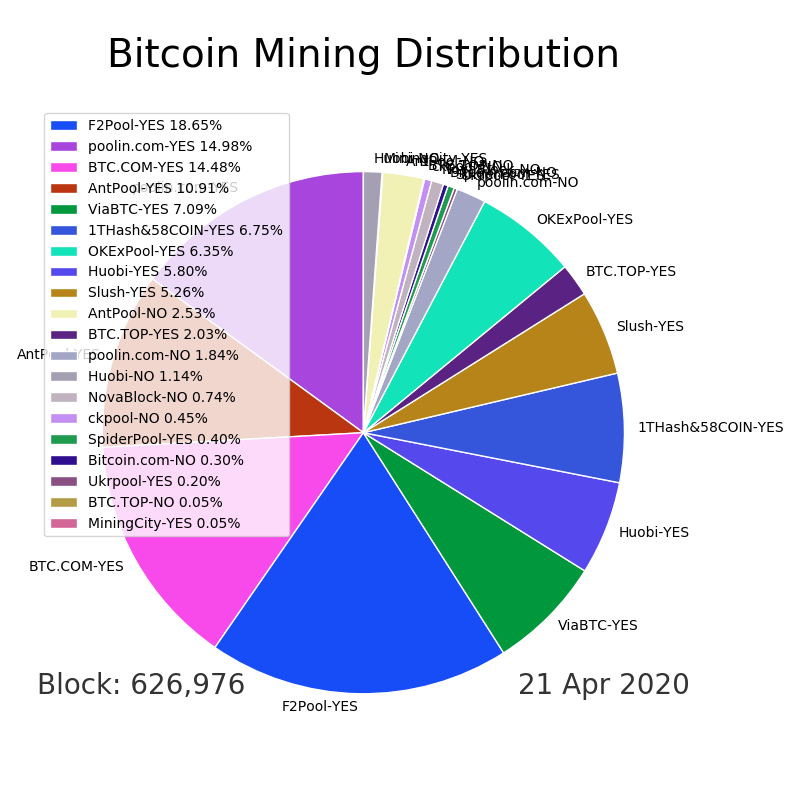 Bitcoin Mining Distribution
F2Pool-YES 18.65%
poolin.com-YES 14.98%
BTC.COM-YES 14.48%
AntPool-YES 10.91%
ViaBTC-YES 7.09%
1THash&58COIN-YES 6.75%
OKExPool-YES 6.35%
Huobi-YES 5.80%
Slush-YES 5.26%
AntPool-NO 2.53%
BTC.TOP-YES 2.03%
poolin.com-NO 1.84%
Huobi-NO 1.14%
NovaBlock-NO 0.74%
ckpool-NO 0.45%
SpiderPool-YES 0.40%
Bitcoin.com-NO 0.30%
Ukrpool-YES 0.20%
BTC.TOP-NO 0.05%
MiningCity-YES 0.05%
poolin.com-NO
OKExPool-YES
BTC.TOP-YES
Slush-YES
1THash&58COIN-YES
Huobi-YES
ViaBTC-YES
F2Pool-YES
BTC.COM-YES
Block: 626,976
21 Apr 2020